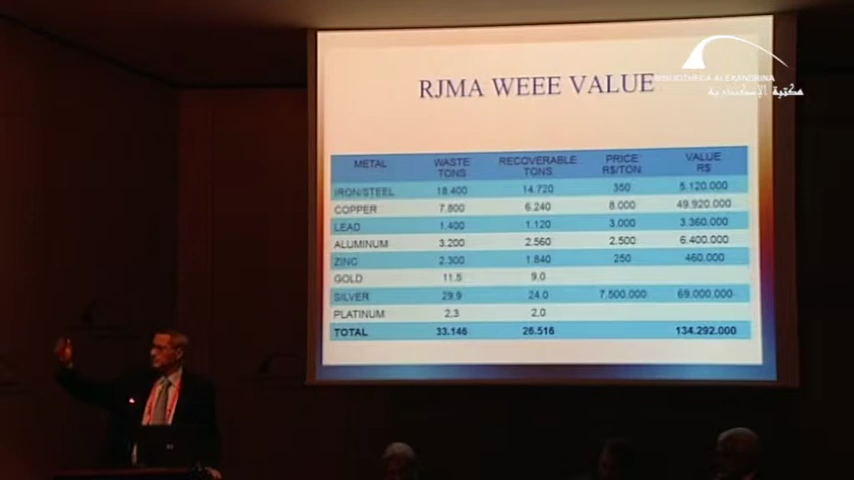 BIBLIOTHECA ALEXANDRINA
مكتبة الإسكندرية
RJMA WEEE VALUE
METAL WASTE TONS RECOVERABLE TONS PRICE R$/TON VALUE R$
IRON/STEEL 18.400 14.720 350 5.120.000
COPPER 7.800 6.240 8.000 49.920.000
LEAD 1.400 1.120 3.000 3.360.000
ALUMINUM 3.200 2.560 2.500 6.400.000
ZINC 2.300 1.840 250 460.000
GOLD 11.5 9.0
SILVER 29.9 24.0 7.500.000 69.000.000
PLATINUM 2.3 2.0
TOTAL 33.146 26.516 134.292.000